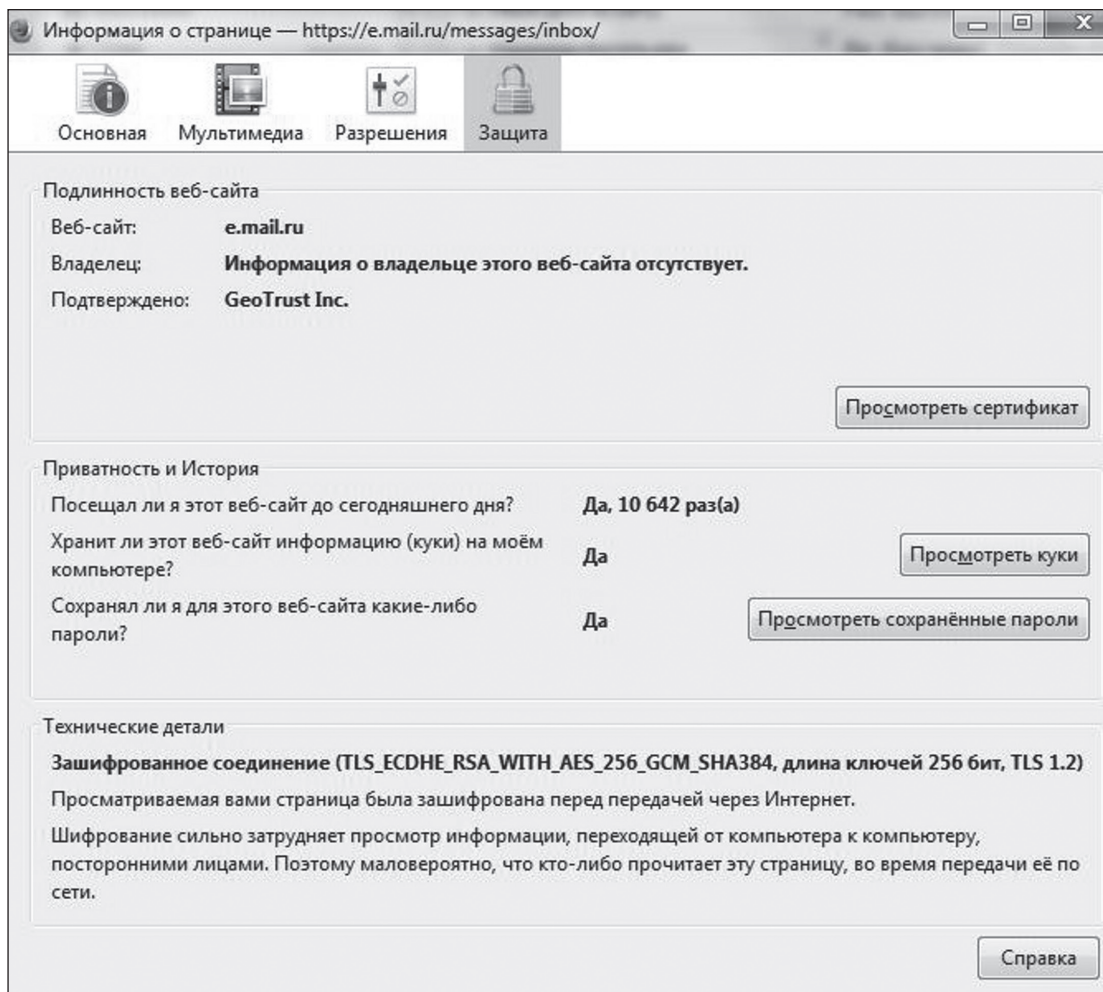 Информация о странице — https://e.mail.ru/messages/inbox/
Основная Мультимедиа Разрешения Защита
Подлинность веб-сайта
Веб-сайт: e.mail.ru
Владелец: Информация о владельце этого веб-сайта отсутствует.
Подтверждено: GeoTrust Inc.
Просмотреть сертификат
Приватность и История
Посещал ли я этот веб-сайт до сегодняшнего дня? Да, 10 642 раз(а)
Хранит ли этот веб-сайт информацию (куки) на моём
компьютере? Да Просмотреть куки
Сохранял ли я для этого веб-сайта какие-либо
пароли? Да Просмотреть сохранённые пароли
Технические детали
Зашифрованное соединение (TLS_ECDHE_RSA_WITH_AES_256_GCM_SHA384, длина ключей 256 бит, TLS 1.2)
Просматриваемая вами страница была зашифрована перед передачей через Интернет.
Шифрование сильно затрудняет просмотр информации, переходящей от компьютера к компьютеру,
посторонними лицами. Поэтому маловероятно, что кто-либо прочитает эту страницу, во время передачи её по
сети.
Справка